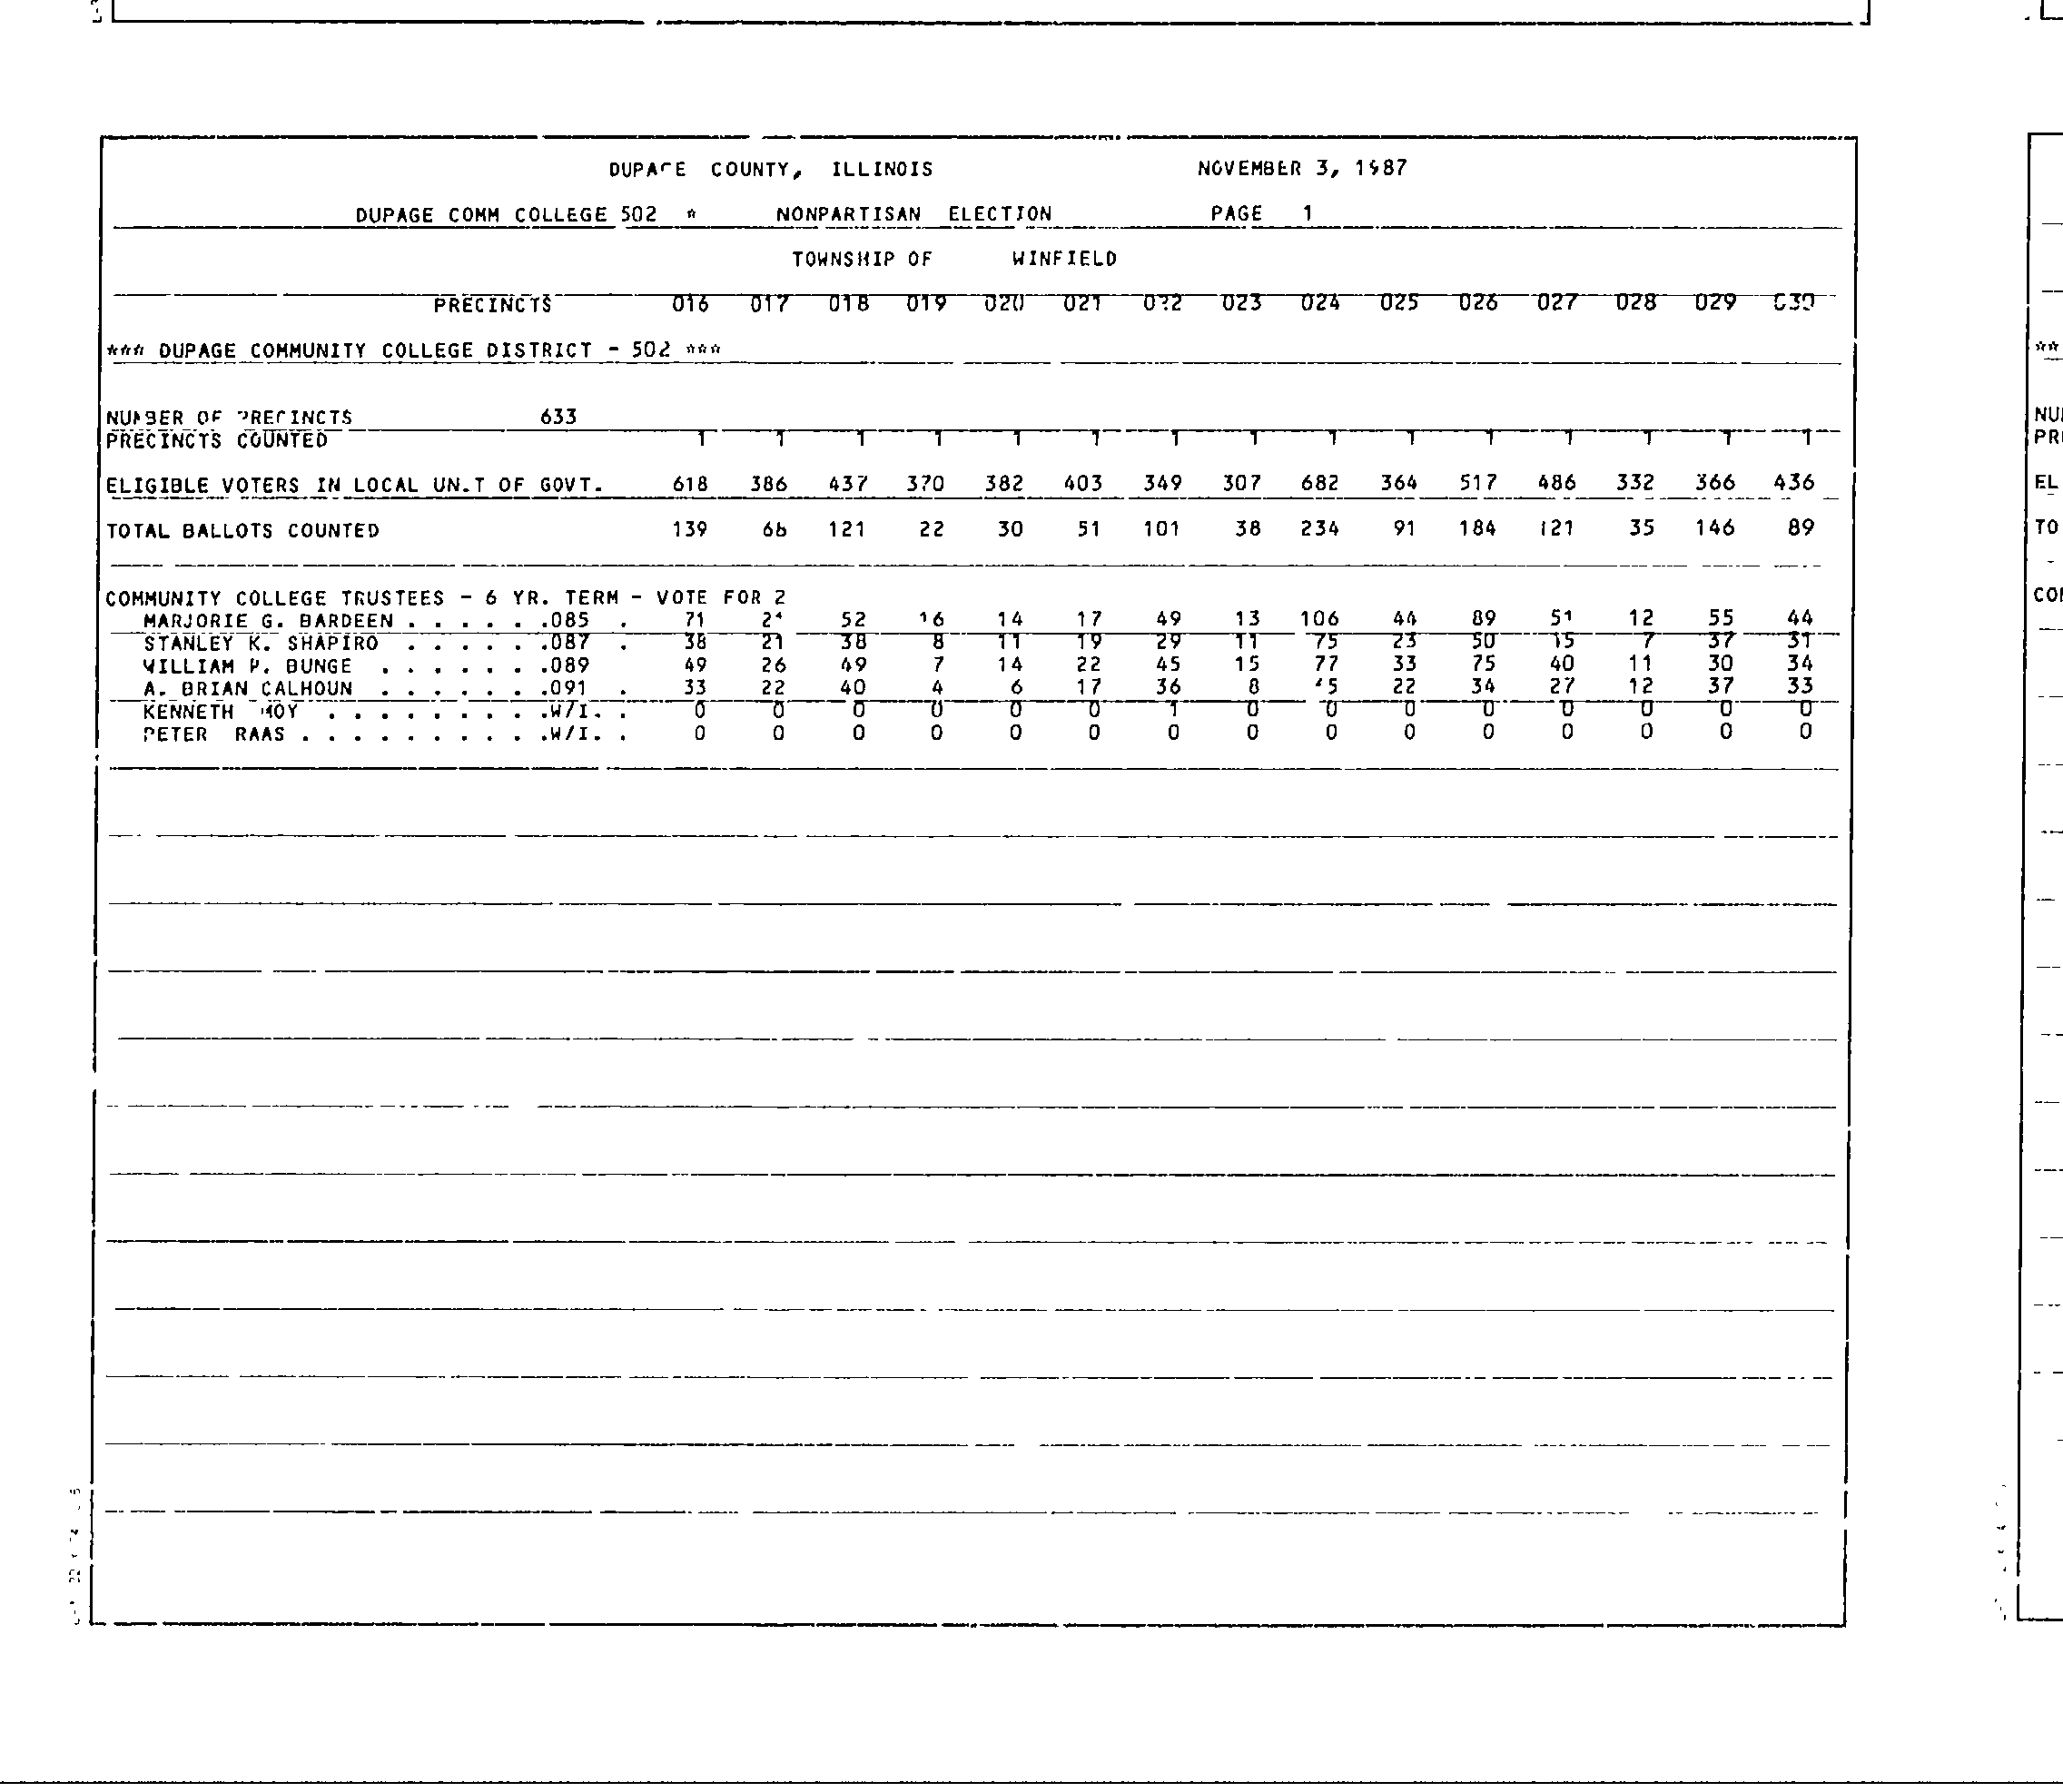 DUPAGE COUNTY, ILLINOIS NOVEMBER 3, 1987
DUPAGE COMM COLLEGE 502 * NONPARTISAN ELECTION PAGE 1
TOWNSHIP OF WINFIELD
PRECINCTS 016 017 018 019 020 021 022 023 024 025 026 027 028 029 030
*** DUPAGE COMMUNITY COLLEGE DISTRICT - 502 ***
NUMBER OF PRECINCTS 633
PRECINCTS COUNTED 1 1 1 1 1 1 1 1 1 1 1 1 1 1 1
ELIGIBLE VOTERS IN LOCAL UNIT OF GOVT. 618 386 437 370 382 403 349 307 682 364 517 486 332 366 436
TOTAL BALLOTS COUNTED 139 121 22 30 51 101 38 234 91 184 121 35 146 89
COMMUNITY COLLEGE TRUSTEES - 6 YR. TERM - VOTE FOR 2
MARJORIE G. BARDEEN . . . . . .085 . 71 52 16 14 17 49 13 106 44 89 51 12 55 44
STANLEY K. SHAPIRO . . . . . .087 . 38 21 38 8 11 19 29 11 75 23 50 15 7 37 31
WILLIAM P. BUNGE . . . . . . .089 49 26 49 7 14 22 45 15 77 33 75 40 11 30 34
A. BRIAN CALHOUN . . . . . . .091 . 33 22 40 4 6 17 36 8 22 34 27 12 37 33
KENNETH MOY . . . . . . . . .W/I. . 0 0 0 0 0 0 1 0 0 0 0 0 0 0 0
PETER RAAS . . . . . . . . . .W/I. . 0 0 0 0 0 0 0 0 0 0 0 0 0 0 0